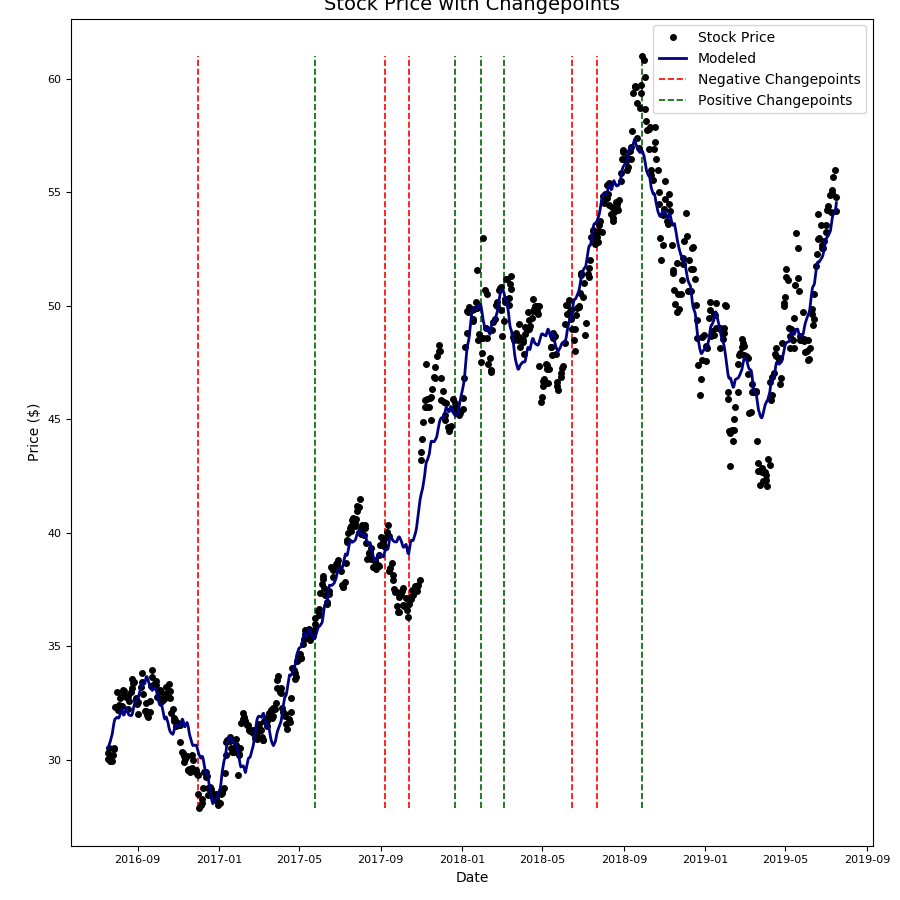 Stock Price with Changepoints
Stock Price
Modeled
Negative Changepoints
Positive Changepoints
60
55
50
45
40
35
30
Price ($)
2016-09 2017-01 2017-05 2017-09 2018-01 2018-05 2018-09 2019-01 2019-05 2019-09
Date